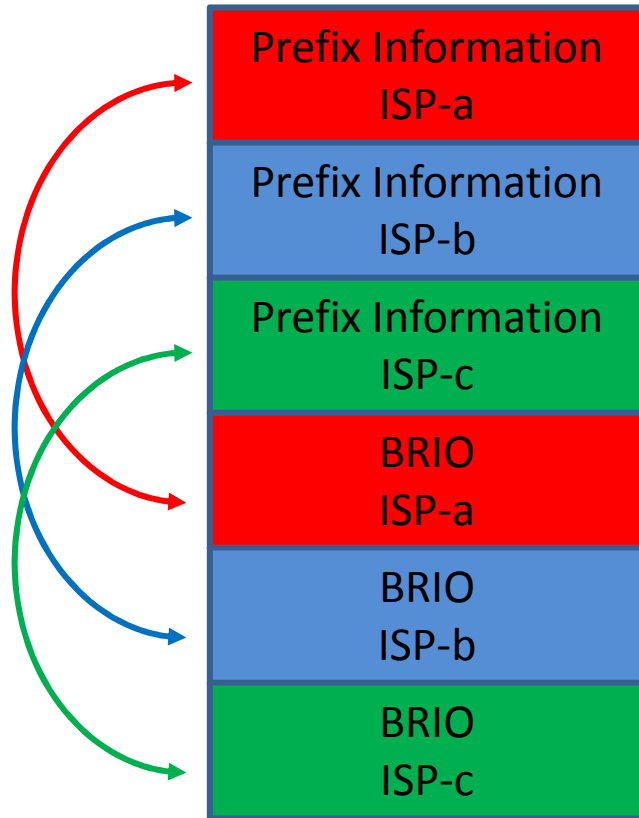 Prefix Information
ISP-a
Prefix Information
ISP-b
Prefix Information
ISP-c
BRIO
ISP-a
BRIO
ISP-b
BRIO
ISP-c